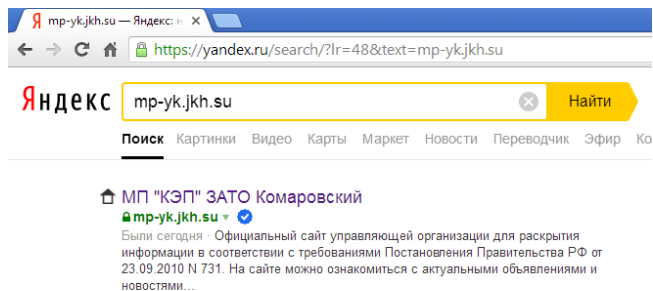 Я mp-yk.jkh.su — Яндекс: н
https://yandex.ru/search/?lr=48&text=mp-yk.jkh.su
Яндекс mp-yk.jkh.su Найти
Поиск Картинки Видео Карты Маркет Новости Переводчик Эфир Ко
МП "КЭП" ЗАТО Комаровский
mp-yk.jkh.su
Были сегодня · Официальный сайт управляющей организации для раскрытия
информации в соответствии с требованиями Постановления Правительства РФ от
23.09.2010 N 731. На сайте можно ознакомиться с актуальными объявлениями и
новостями...